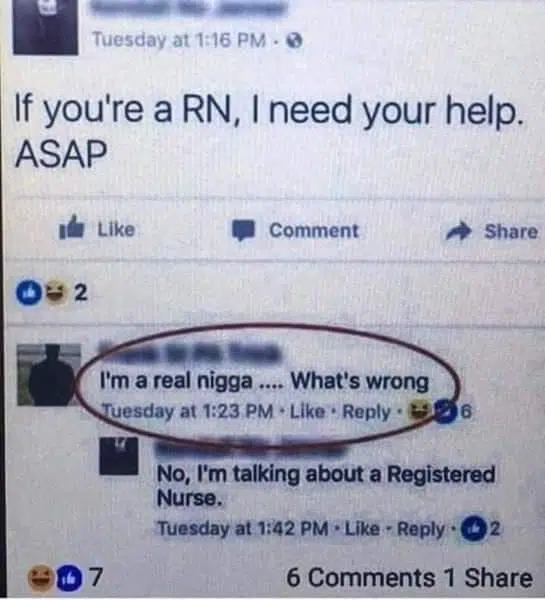 Tuesday at 1:16 PM ·
If you're a RN, I need your help.
ASAP
Like Comment Share
2
I'm a real nigga .... What's wrong
Tuesday at 1:23 PM · Like · Reply · 6
No, I'm talking about a Registered
Nurse.
Tuesday at 1:42 PM · Like · Reply · 2
7 6 Comments 1 Share